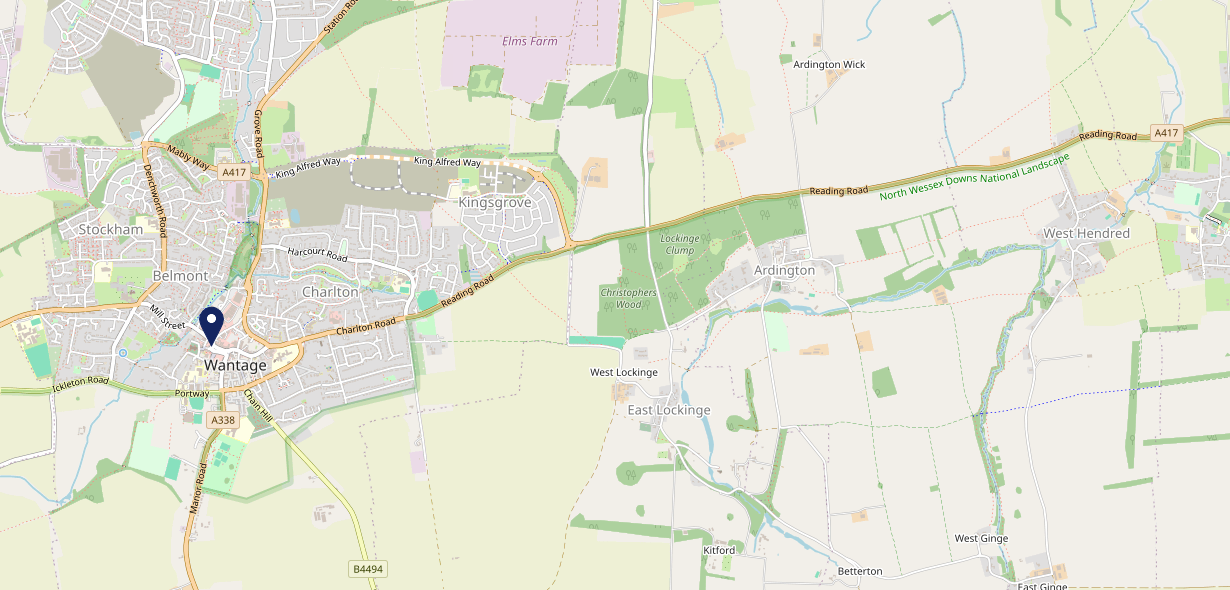 Station Ro
Elms Farm
Ardington Wick
Grove Road
Mably Way
A417
King Alfred Way
King Alfred Way
Reading Road
A417
Denchworth Road
Kingsgrove
Reading Road
North Wessex Downs National Landscape
Stockham
Harcourt Road
Lockinge
Clump
West Hendred
Belmont
Charlton
Reading Road
Christophers
Wood
Ardington
Mill Street
Charlton Road
Wantage
West Lockinge
Ickleton Road
Portway
Chain Hill
A338
East Lockinge
Manor Road
B4494
Kitford
West Ginge
Betterton
East Ginge